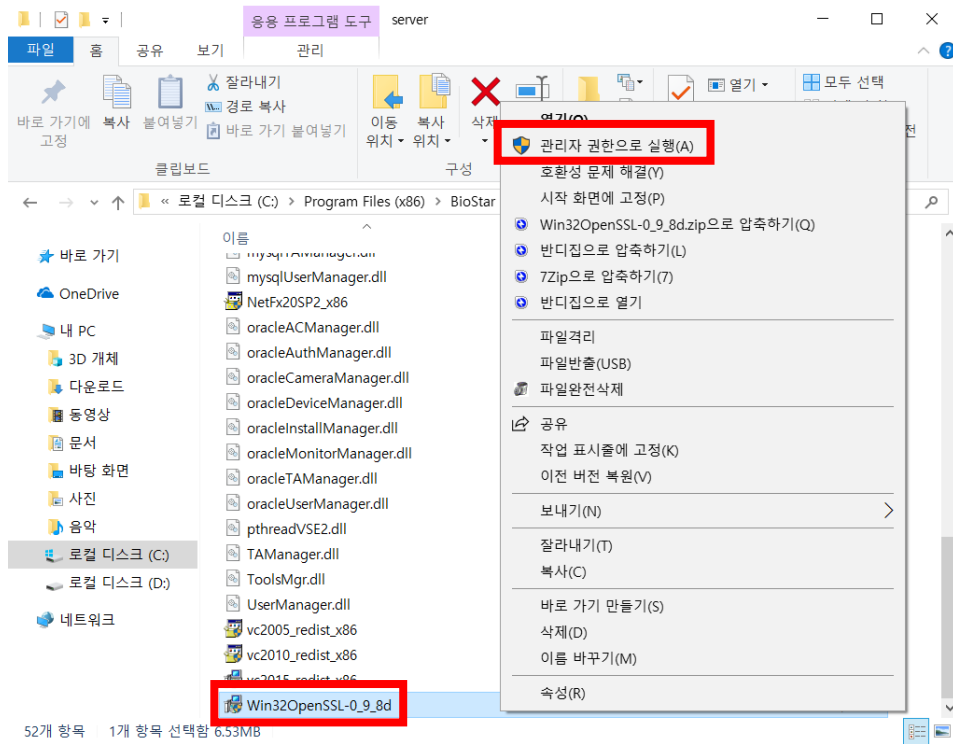 응용 프로그램 도구 server
파일 홈 공유 보기 관리
바로 가기에 고정
복사
붙여넣기
잘라내기
경로 복사
바로 가기 붙여넣기
클립보드
이동 위치
복사 위치
삭제
구성
열기
모두 선택
« 로컬 디스크 (C:) > Program Files (x86) > BioStar
바로 가기
OneDrive
내 PC
3D 개체
다운로드
동영상
문서
바탕 화면
사진
음악
로컬 디스크 (C:)
로컬 디스크 (D:)
네트워크
이름
mysqlTAManager.dll
mysqlUserManager.dll
NetFx20SP2_x86
oracleACManager.dll
oracleAuthManager.dll
oracleCameraManager.dll
oracleDeviceManager.dll
oracleInstallManager.dll
oracleMonitorManager.dll
oracleTAManager.dll
oracleUserManager.dll
pthreadVSE2.dll
TAManager.dll
ToolsMgr.dll
UserManager.dll
vc2005_redist_x86
vc2010_redist_x86
vc2015_redist_x86
Win32OpenSSL-0_9_8d
열기(O)
관리자 권한으로 실행(A)
호환성 문제 해결(Y)
시작 화면에 고정(P)
Win32OpenSSL-0_9_8d.zip으로 압축하기(Q)
반디집으로 압축하기(L)
7Zip으로 압축하기(7)
반디집으로 열기
파일격리
파일반출(USB)
파일완전삭제
공유
작업 표시줄에 고정(K)
이전 버전 복원(V)
보내기(N)
잘라내기(T)
복사(C)
바로 가기 만들기(S)
삭제(D)
이름 바꾸기(M)
속성(R)
52개 항목 1개 항목 선택함 6.53MB